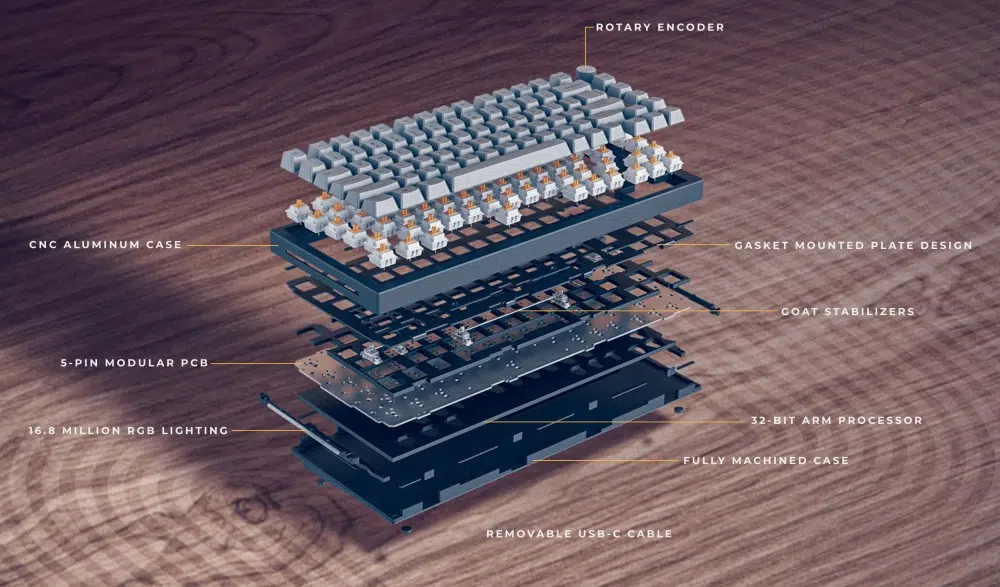 ROTARY ENCODER
CNC ALUMINUM CASE
GASKET MOUNTED PLATE DESIGN
GOAT STABILIZERS
5-PIN MODULAR PCB
32-BIT ARM PROCESSOR
16.8 MILLION RGB LIGHTING
FULLY MACHINED CASE
REMOVABLE USB-C CABLE